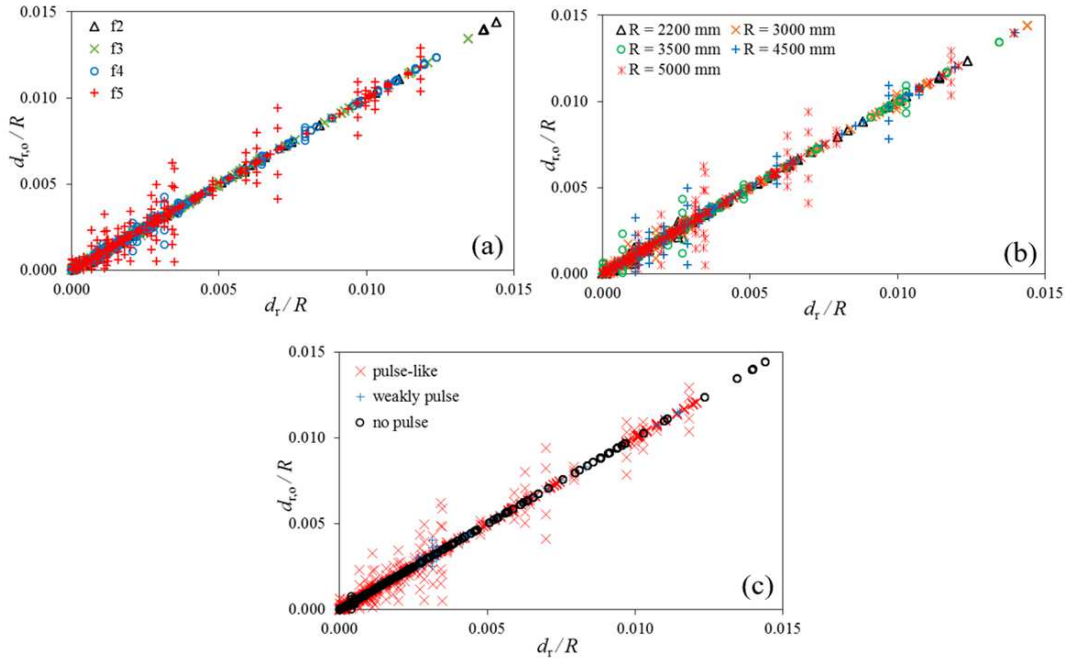 0.015
0.010
0.005
0.000
d_r,o / R
f2
f3
f4
f5
(a)
0.000 0.005 0.010 0.015
d_r / R
0.015
0.010
0.005
0.000
d_r,o / R
R = 2200 mm R = 3000 mm
R = 3500 mm R = 4500 mm
R = 5000 mm
(b)
0.000 0.005 0.010 0.015
d_r / R
0.015
0.010
0.005
0.000
d_r,o / R
pulse-like
weakly pulse
no pulse
(c)
0.000 0.005 0.010 0.015
d_r / R